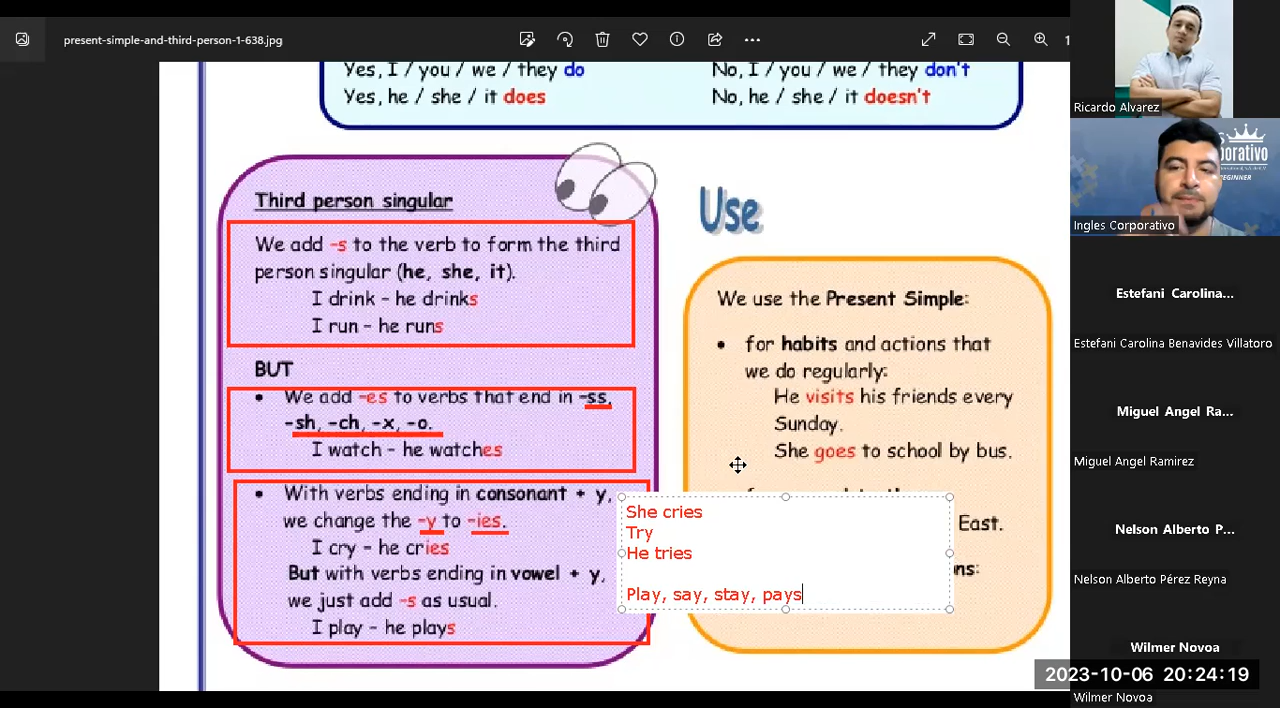 present-simple-and-third-person-1-638.jpg
1
Yes, I / you / we / they do
Yes, he / she / it does
No, I / you / we / they don't
No, he / she / it doesn't
Third person singular
We add -s to the verb to form the third
person singular (he, she, it).
I drink - he drinks
I run - he runs
BUT
• We add -es to verbs that end in -ss,
-sh, -ch, -x, -o.
I watch - he watches
• With verbs ending in consonant + y,
we change the -y to -ies.
I cry - he cries
But with verbs ending in vowel + y,
we just add -s as usual.
I play - he plays
Use
We use the Present Simple:
• for habits and actions that
we do regularly:
He visits his friends every
Sunday.
She goes to school by bus.
East.
She cries
Try
He tries
Play, say, stay, pays
Ricardo Alvarez
porativo
BEGINNER
Ingles Corporativo
Estefani Carolina...
Estefani Carolina Benavides Villatoro
Miguel Angel Ra...
Miguel Angel Ramirez
Nelson Alberto P...
Nelson Alberto Pérez Reyna
Wilmer Novoa
2023-10-06 20:24:19
Wilmer Novoa